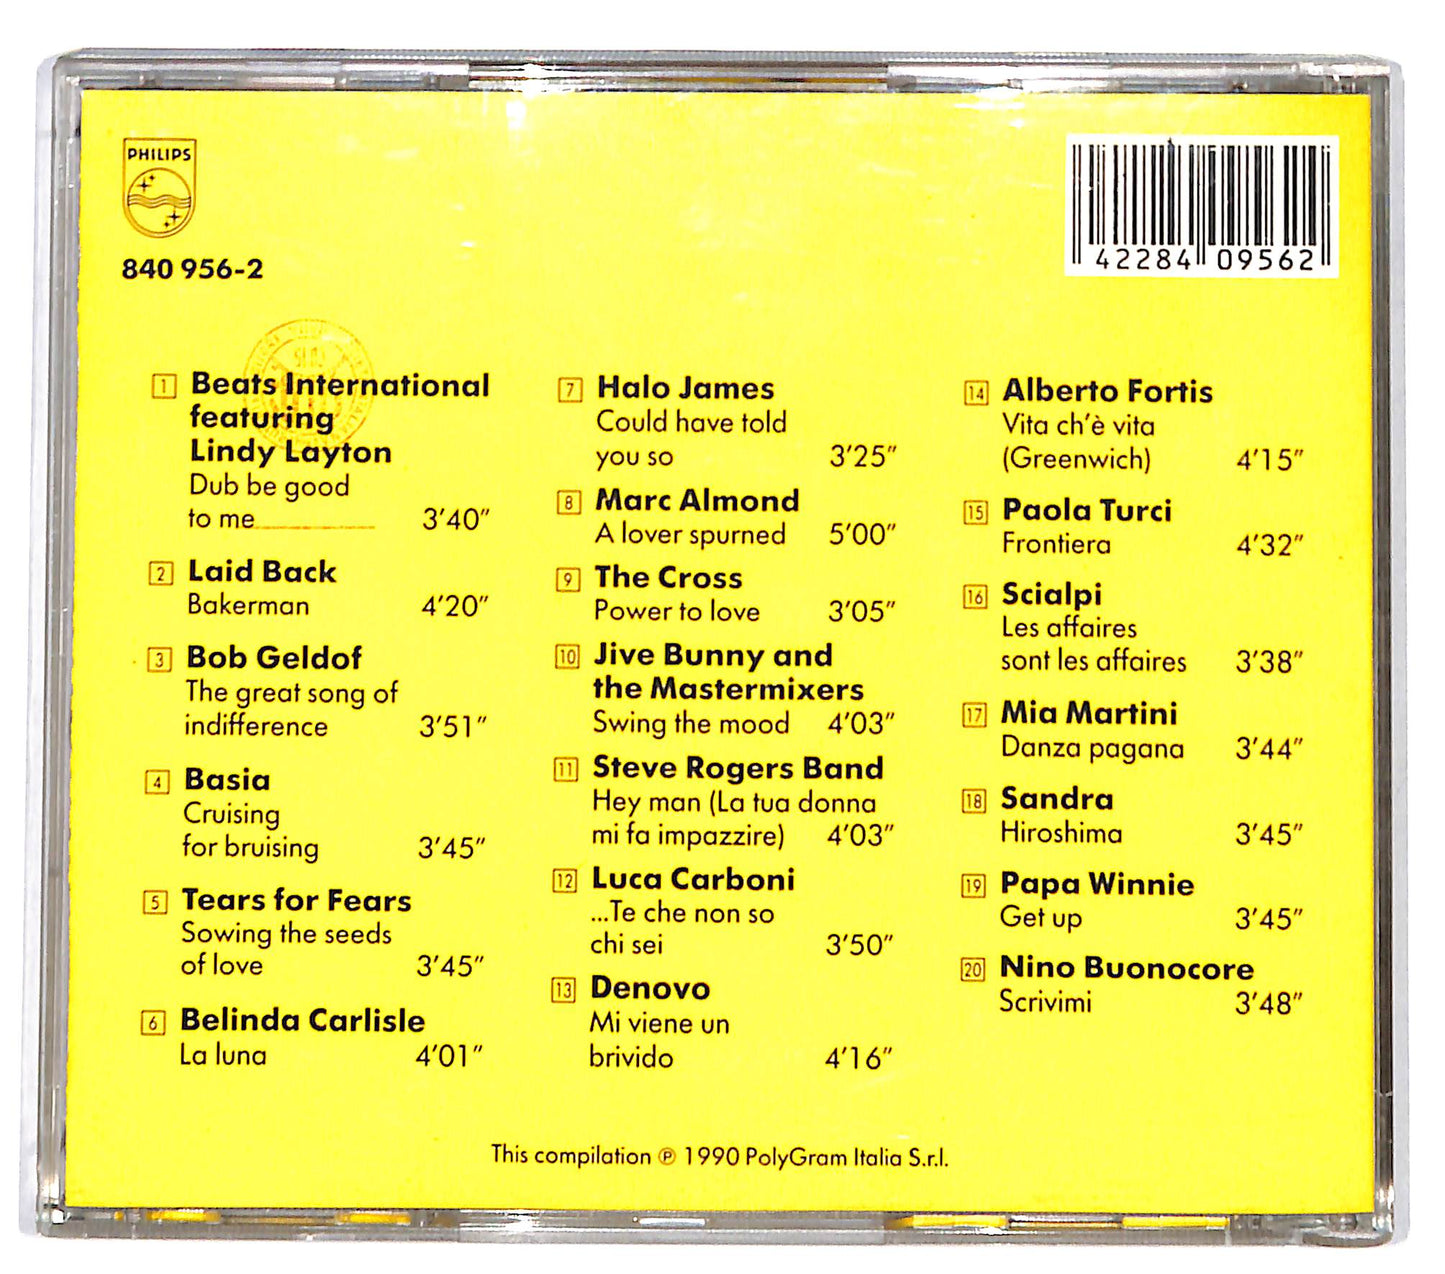 PHILIPS
840 956-2
42284 09562
1 Beats International
featuring
Lindy Layton
Dub be good
to me 3'40"
2 Laid Back
Bakerman 4'20"
3 Bob Geldof
The great song of
indifference 3'51"
4 Basia
Cruising
for bruising 3'45"
5 Tears for Fears
Sowing the seeds
of love 3'45"
6 Belinda Carlisle
La luna 4'01"
7 Halo James
Could have told
you so 3'25"
8 Marc Almond
A lover spurned 5'00"
9 The Cross
Power to love 3'05"
10 Jive Bunny and
the Mastermixers
Swing the mood 4'03"
11 Steve Rogers Band
Hey man (La tua donna
mi fa impazzire) 4'03"
12 Luca Carboni
...Te che non so
chi sei 3'50"
13 Denovo
Mi viene un
brivido 4'16"
14 Alberto Fortis
Vita ch'è vita
(Greenwich) 4'15"
15 Paola Turci
Frontiera 4'32"
16 Scialpi
Les affaires
sont les affaires 3'38"
17 Mia Martini
Danza pagana 3'44"
18 Sandra
Hiroshima 3'45"
19 Papa Winnie
Get up 3'45"
20 Nino Buonocore
Scrivimi 3'48"
This compilation ℗ 1990 PolyGram Italia S.r.l.